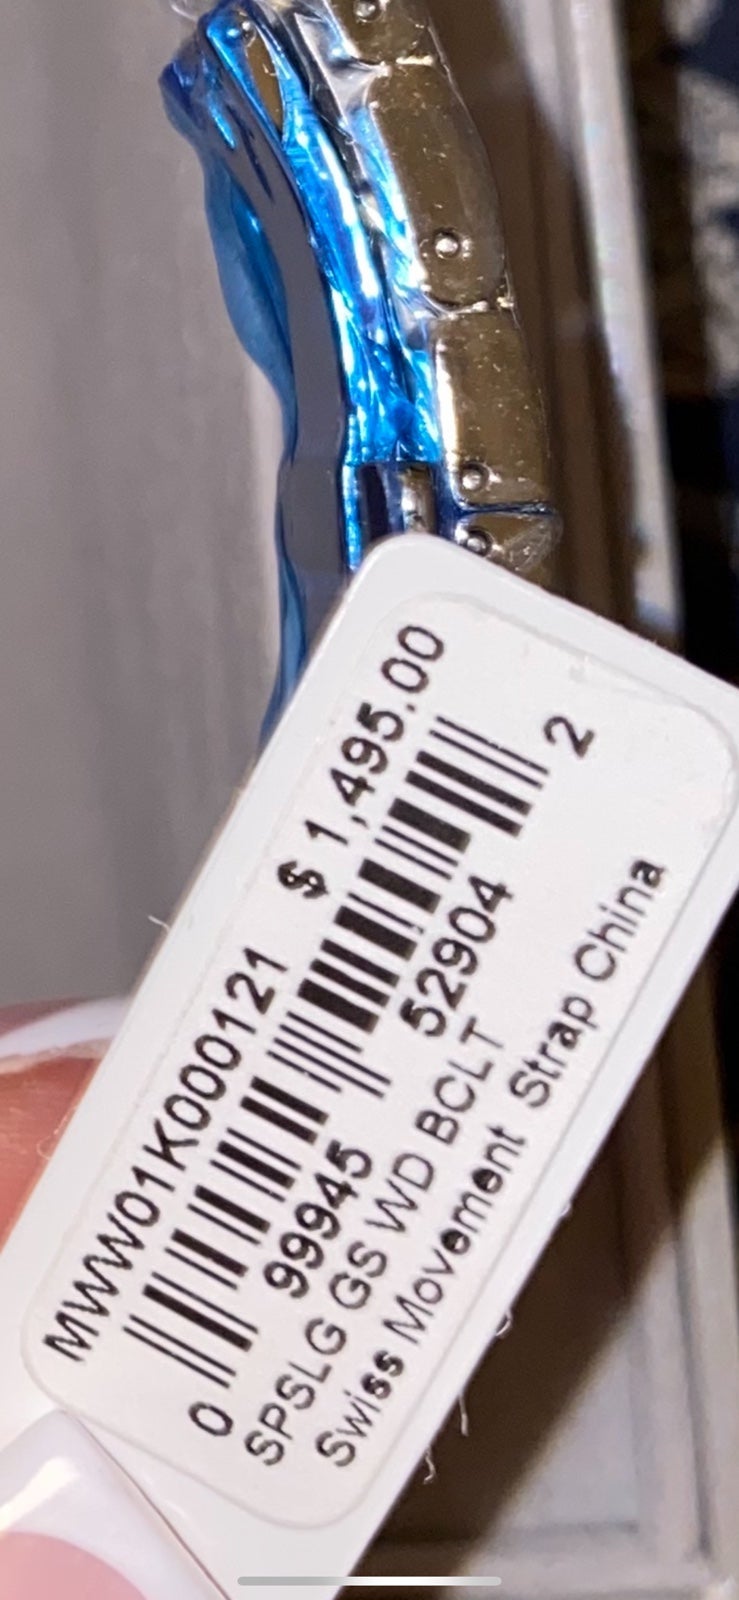 MWW01K000121 $ 1,495.00
0 99945 52904 2
SPSLG GS WD BCLT
Swiss Movement Strap China